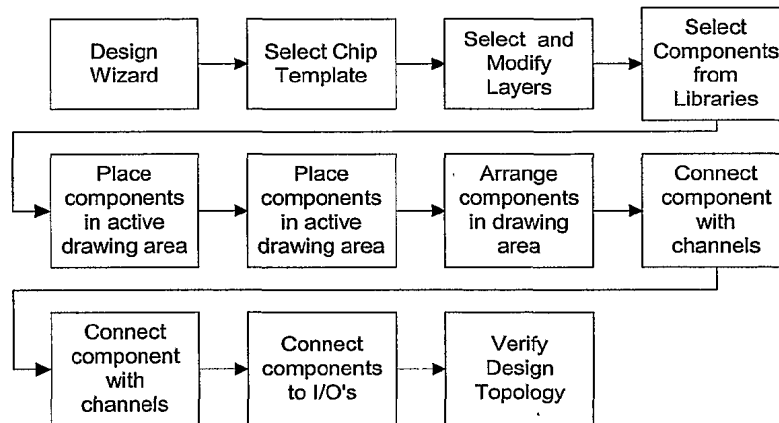 Design
Wizard
Select Chip
Template
Select and
Modify
Layers
Select
Components
from
Libraries
Place
components
in active
drawing area
Place
components
in active
drawing area
Arrange
components
in drawing
area
Connect
component
with
channels
Connect
component
with
channels
Connect
components
to I/O's
Verify
Design
Topology